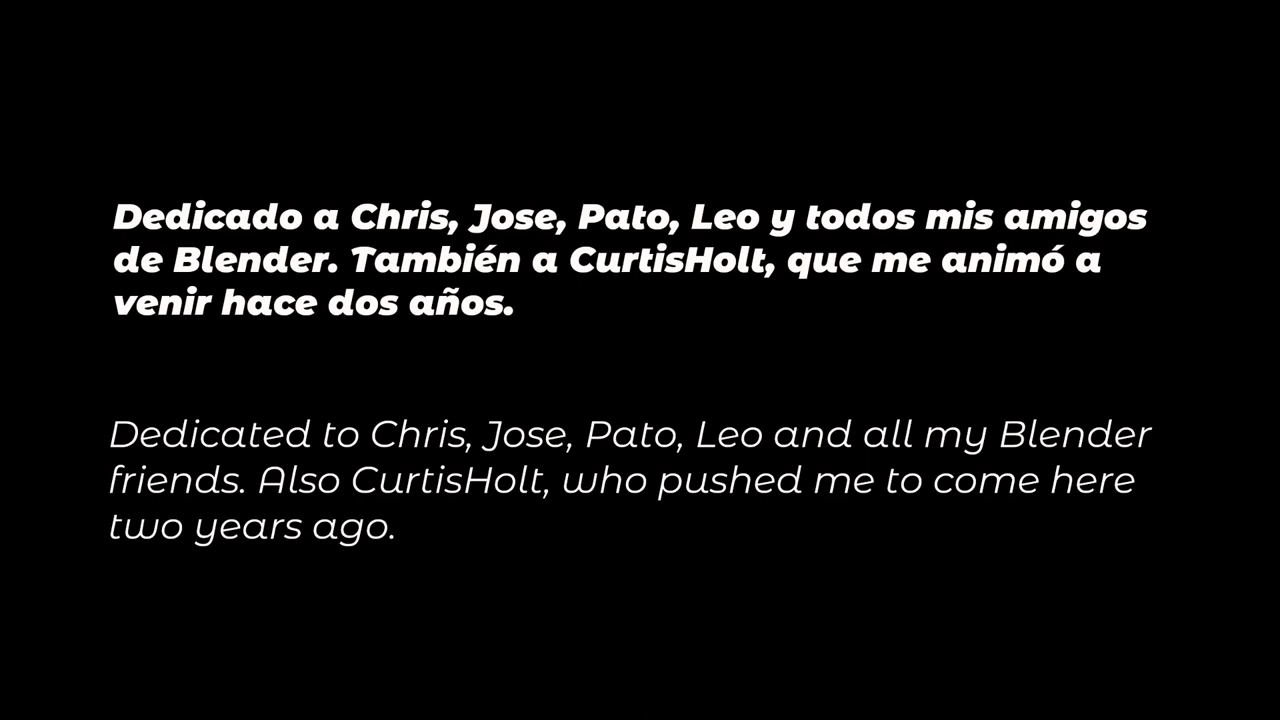 Dedicado a Chris, Jose, Pato, Leo y todos mis amigos
de Blender. También a CurtisHolt, que me animó a
venir hace dos años.
Dedicated to Chris, Jose, Pato, Leo and all my Blender
friends. Also CurtisHolt, who pushed me to come here
two years ago.